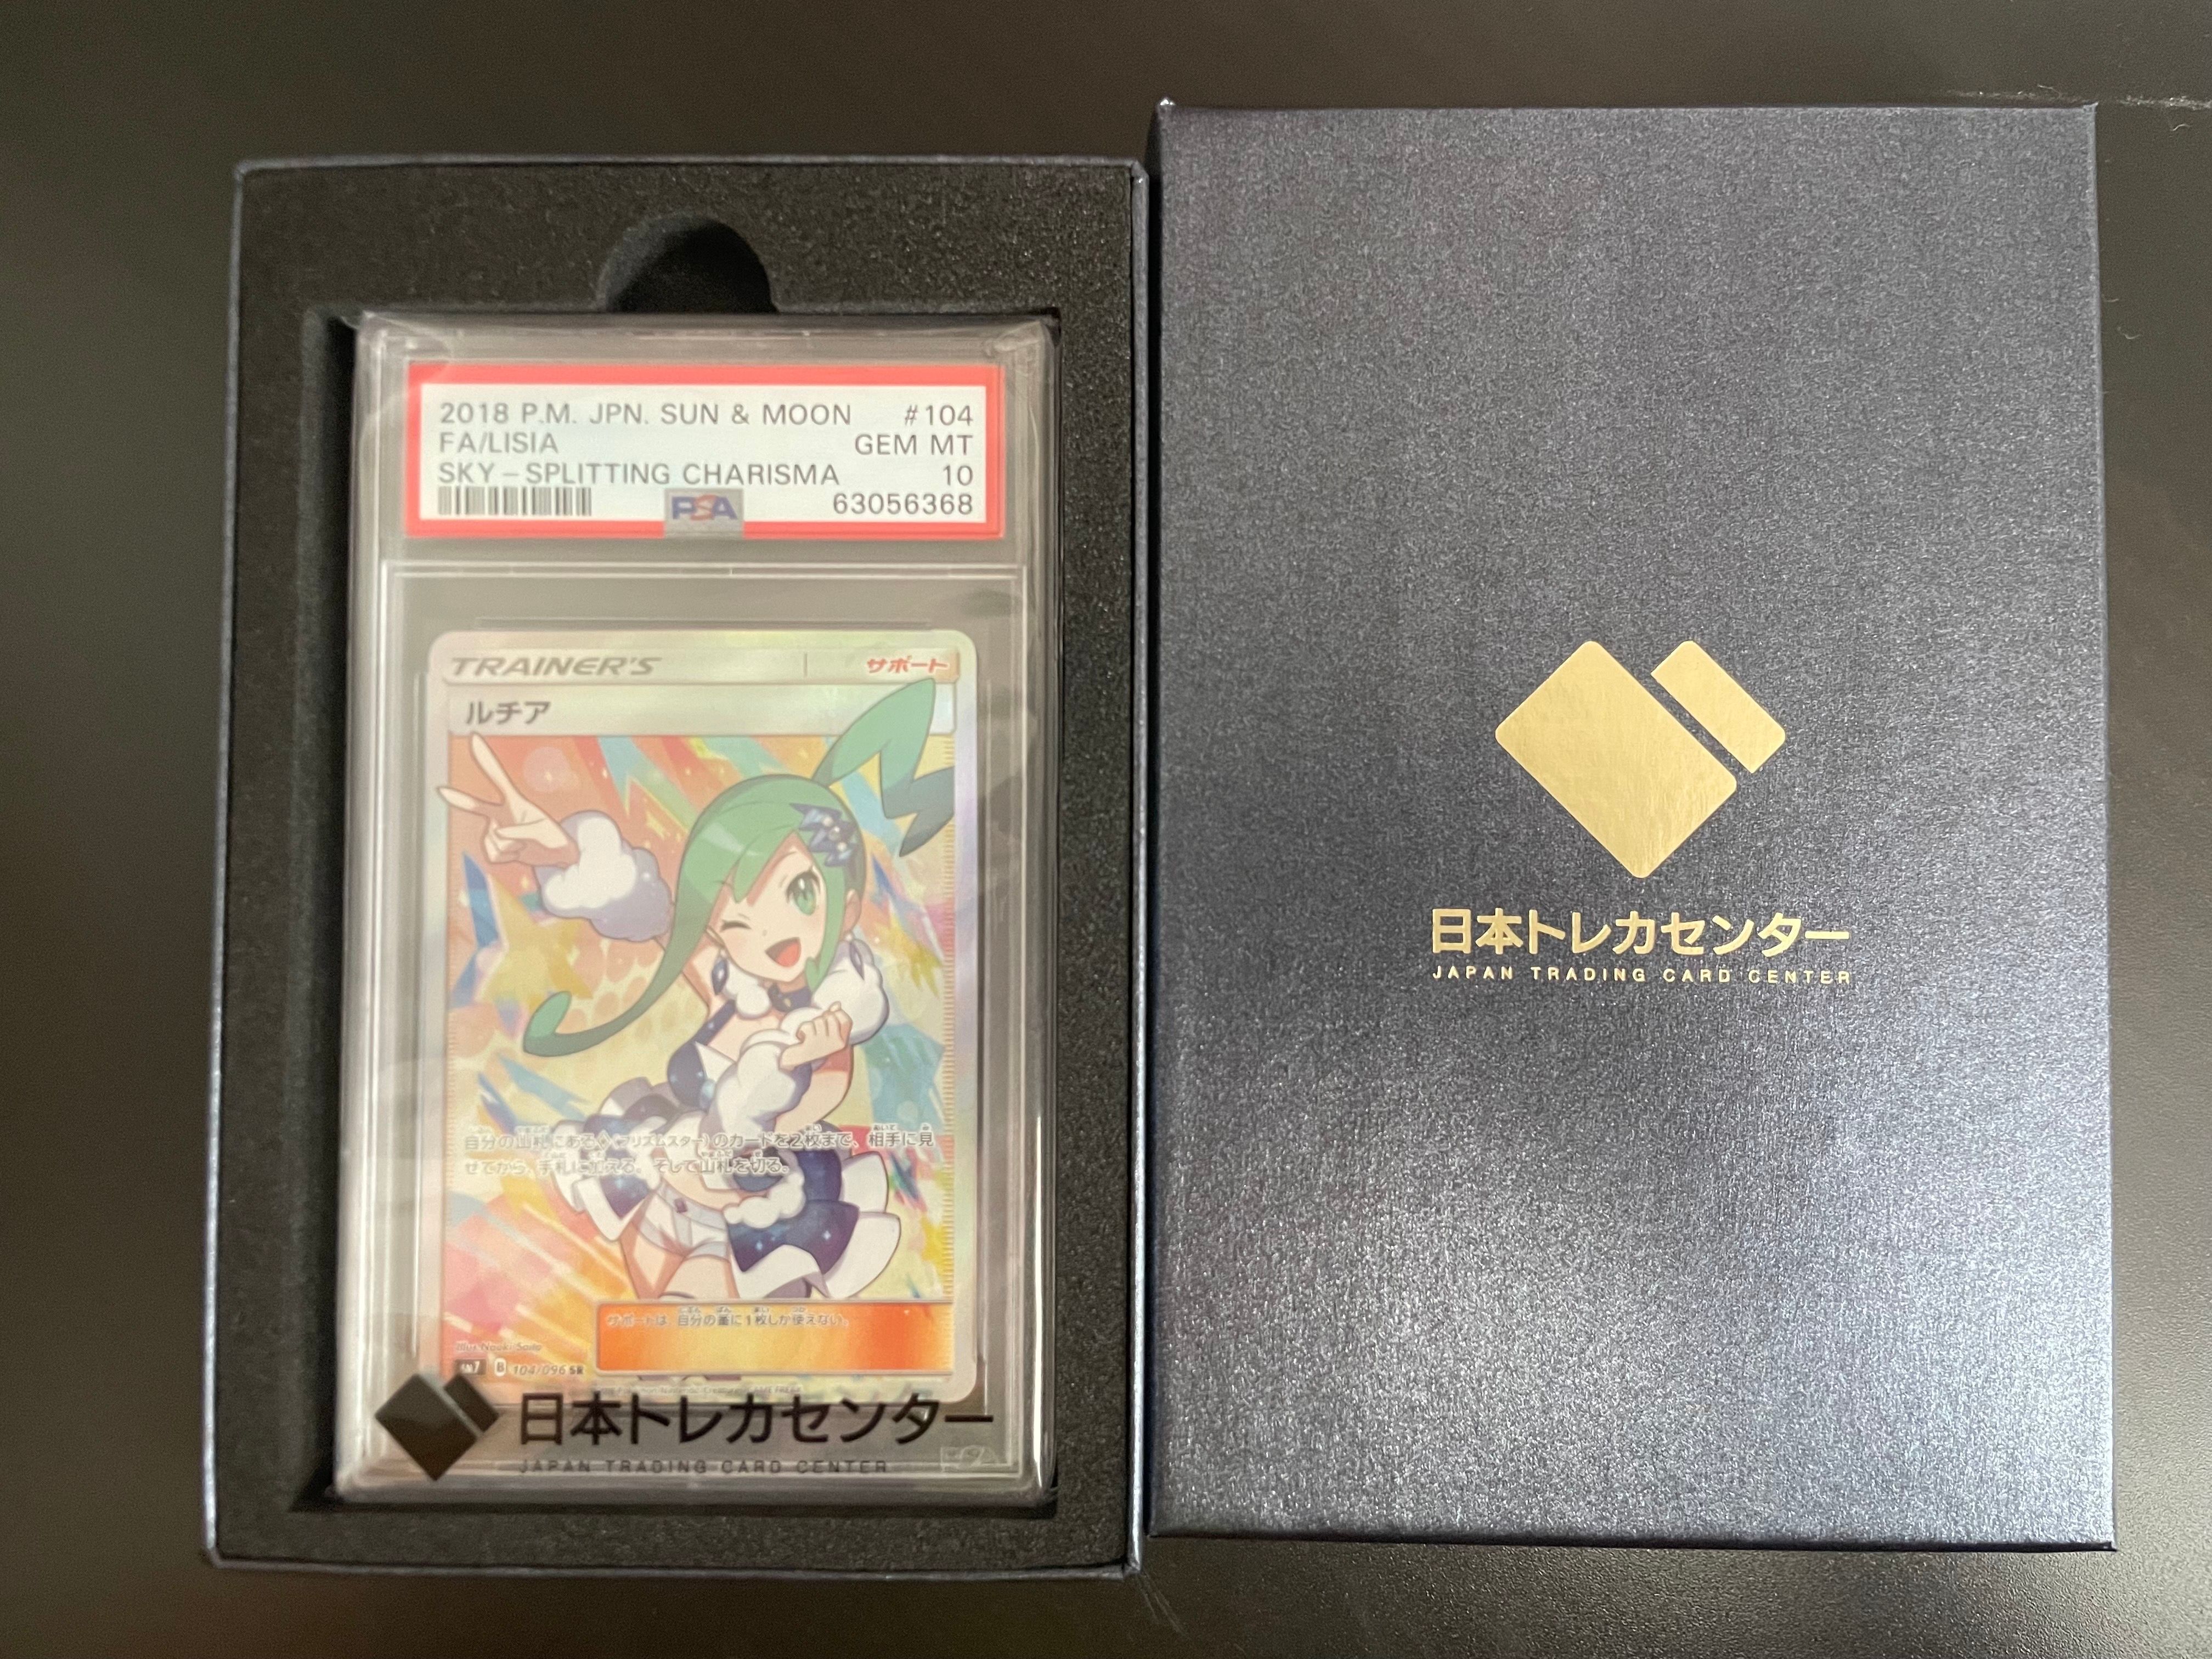 2018 P.M. JPN. SUN & MOON #104
FA/LISIA GEM MT
SKY-SPLITTING CHARISMA 10
PSA 63056368
TRAINER'S サポート
ルチア
自分の山札にある◇(プリズムスター)のカードを2枚まで、相手に見
せてから、手札に加える。そして山札を切る。
サポートは、自分の番に1枚しか使えない。
Illus. Naoki Saito
SM7 B 104/096 SR
日本トレカセンター
JAPAN TRADING CARD CENTER
日本トレカセンター
JAPAN TRADING CARD CENTER